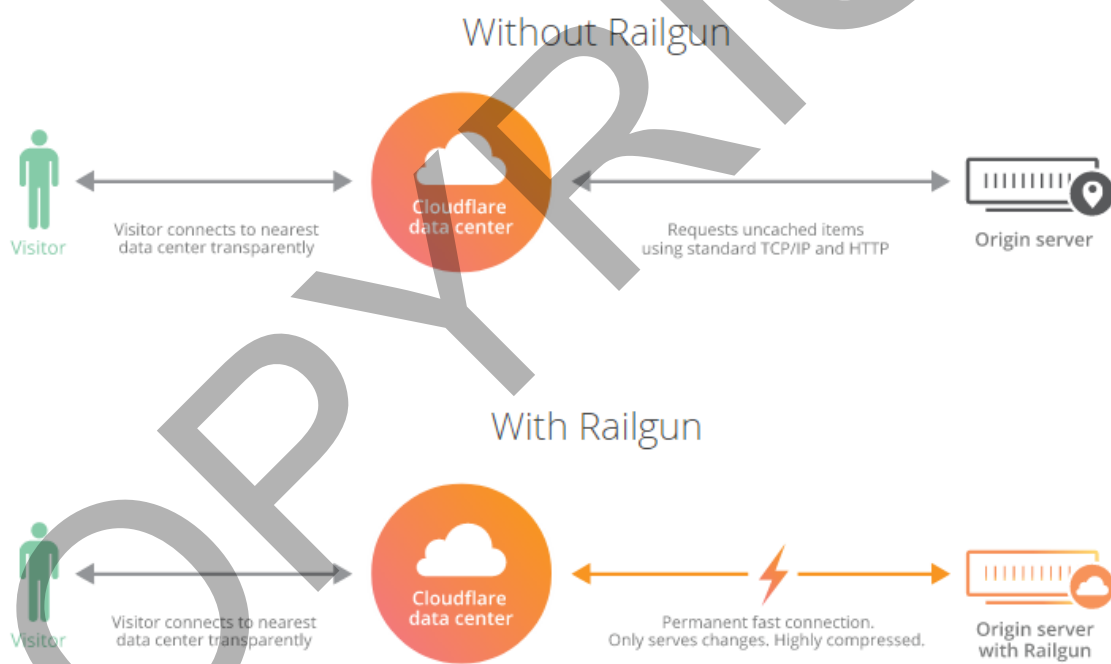 Without Railgun
Cloudflare
data center
Visitor
Visitor connects to nearest
data center transparently
Requests uncached items
using standard TCP/IP and HTTP
Origin server
With Railgun
Cloudflare
data center
Visitor
Visitor connects to nearest
data center transparently
Permanent fast connection.
Only serves changes. Highly compressed.
Origin server
with Railgun
OPYRIG